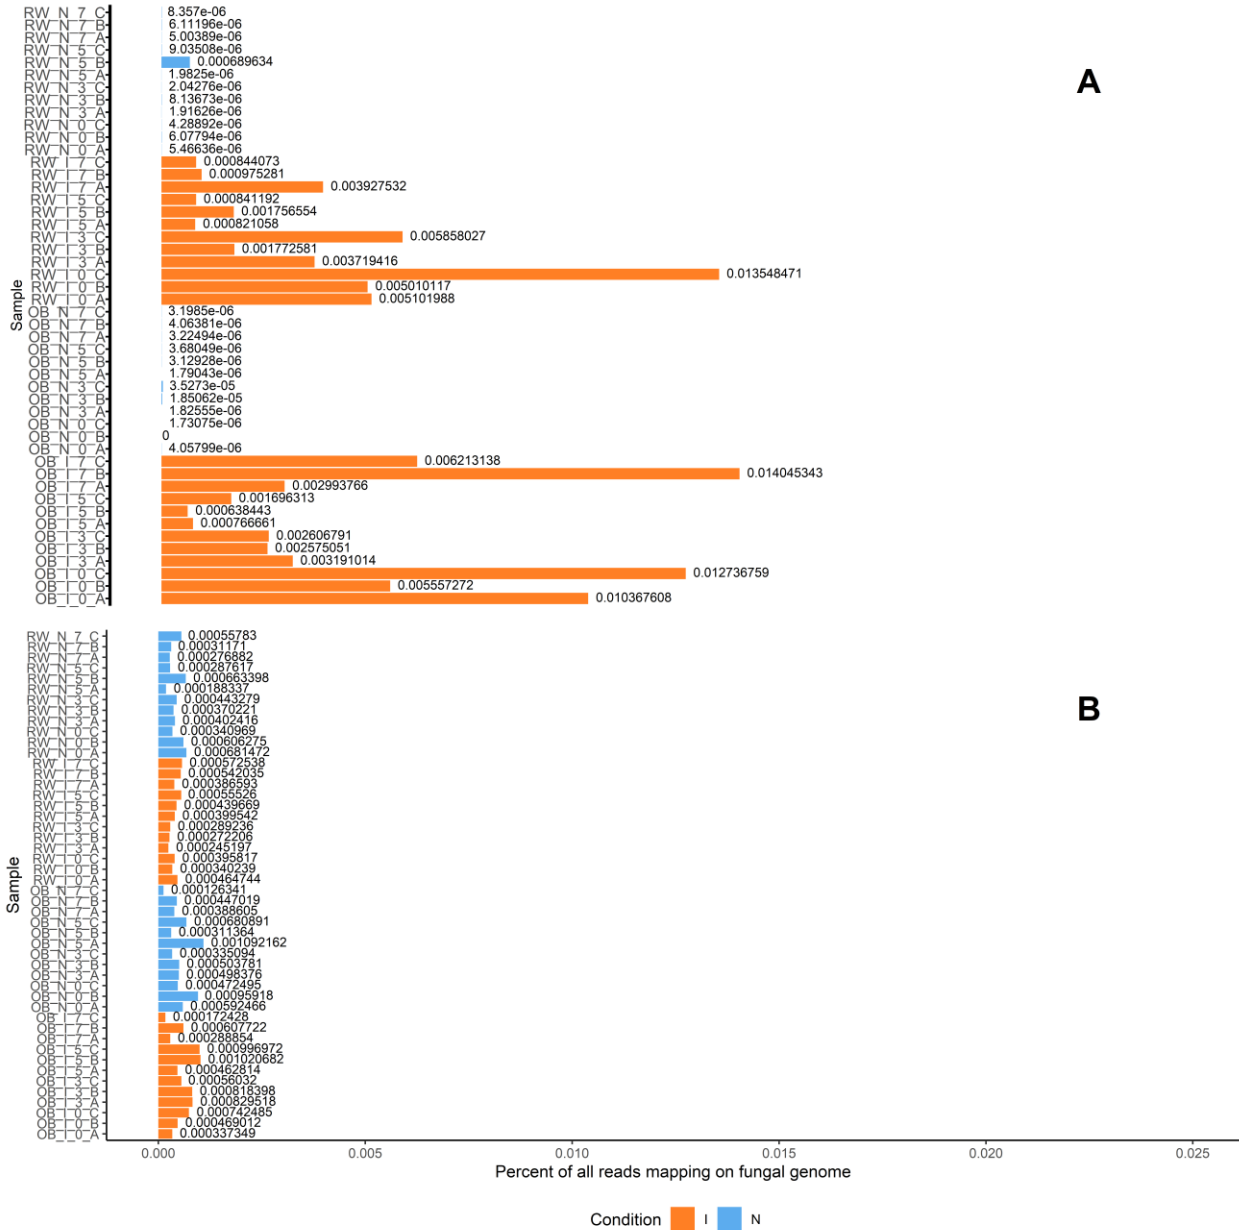 A
RW_N_7_C 8.357e-06
RW_N_7_B 6.11196e-06
RW_N_7_A 5.00389e-06
RW_N_5_C 9.03508e-06
RW_N_5_B 0.000689634
RW_N_5_A 1.9825e-06
RW_N_3_C 2.04276e-06
RW_N_3_B 8.13673e-06
RW_N_3_A 1.91626e-06
RW_N_0_C 4.28892e-06
RW_N_0_B 6.07794e-06
RW_N_0_A 5.46636e-06
RW_I_7_C 0.000844073
RW_I_7_B 0.000975281
RW_I_7_A 0.003927532
RW_I_5_C 0.000841192
RW_I_5_B 0.001756554
RW_I_5_A 0.000821058
RW_I_3_C 0.005858027
RW_I_3_B 0.001772581
RW_I_3_A 0.003719416
RW_I_0_C 0.013548471
RW_I_0_B 0.005010117
RW_I_0_A 0.005101988
OB_N_7_C 3.1985e-06
OB_N_7_B 4.06381e-06
OB_N_7_A 3.22494e-06
OB_N_5_C 3.68049e-06
OB_N_5_B 3.12928e-06
OB_N_5_A 1.79043e-06
OB_N_3_C 3.5273e-05
OB_N_3_B 1.85062e-05
OB_N_3_A 1.82555e-06
OB_N_0_C 1.73075e-06
OB_N_0_B 0
OB_N_0_A 4.05799e-06
OB_I_7_C 0.006213138
OB_I_7_B 0.014045343
OB_I_7_A 0.002993766
OB_I_5_C 0.001696313
OB_I_5_B 0.000638443
OB_I_5_A 0.000766661
OB_I_3_C 0.002606791
OB_I_3_B 0.002575051
OB_I_3_A 0.003191014
OB_I_0_C 0.012736759
OB_I_0_B 0.005557272
OB_I_0_A 0.010367608
Sample
B
RW_N_7_C 0.00055783
RW_N_7_B 0.00031171
RW_N_7_A 0.000276882
RW_N_5_C 0.000287617
RW_N_5_B 0.000663398
RW_N_5_A 0.000188337
RW_N_3_C 0.000443279
RW_N_3_B 0.000370221
RW_N_3_A 0.000402416
RW_N_0_C 0.000340969
RW_N_0_B 0.000606275
RW_N_0_A 0.000681472
RW_I_7_C 0.000572538
RW_I_7_B 0.000542035
RW_I_7_A 0.000386593
RW_I_5_C 0.00055526
RW_I_5_B 0.000439669
RW_I_5_A 0.000399542
RW_I_3_C 0.000289236
RW_I_3_B 0.000272206
RW_I_3_A 0.000245197
RW_I_0_C 0.000395817
RW_I_0_B 0.000340239
RW_I_0_A 0.000464744
OB_N_7_C 0.000126341
OB_N_7_B 0.000447019
OB_N_7_A 0.000388605
OB_N_5_C 0.000680891
OB_N_5_B 0.000311364
OB_N_5_A 0.001092162
OB_N_3_C 0.000335094
OB_N_3_B 0.000503781
OB_N_3_A 0.000498376
OB_N_0_C 0.000472495
OB_N_0_B 0.00095918
OB_N_0_A 0.000592466
OB_I_7_C 0.000172428
OB_I_7_B 0.000607722
OB_I_7_A 0.000288854
OB_I_5_C 0.000996972
OB_I_5_B 0.001020682
OB_I_5_A 0.000462814
OB_I_3_C 0.00056032
OB_I_3_B 0.000818398
OB_I_3_A 0.000829518
OB_I_0_C 0.000742485
OB_I_0_B 0.000469012
OB_I_0_A 0.000337349
Sample
0.000 0.005 0.010 0.015 0.020 0.025
Percent of all reads mapping on fungal genome
Condition I N